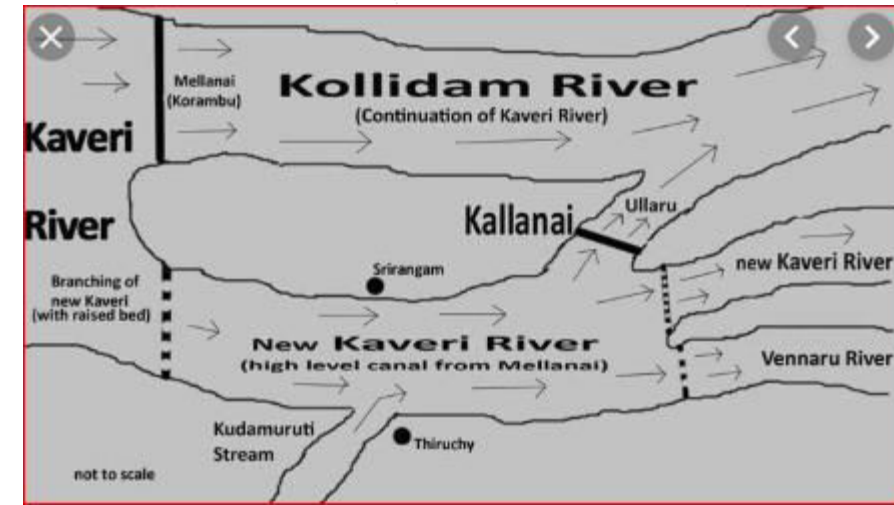 Mellanai
(Korambu)
Kollidam River
(Continuation of Kaveri River)
Kaveri
River
Kallanai
Ullaru
Srirangam
new Kaveri River
Branching of
new Kaveri
(with raised bed)
New Kaveri River
(high level canal from Mellanai)
Vennaru River
Kudamuruti
Stream
Thiruchy
not to scale